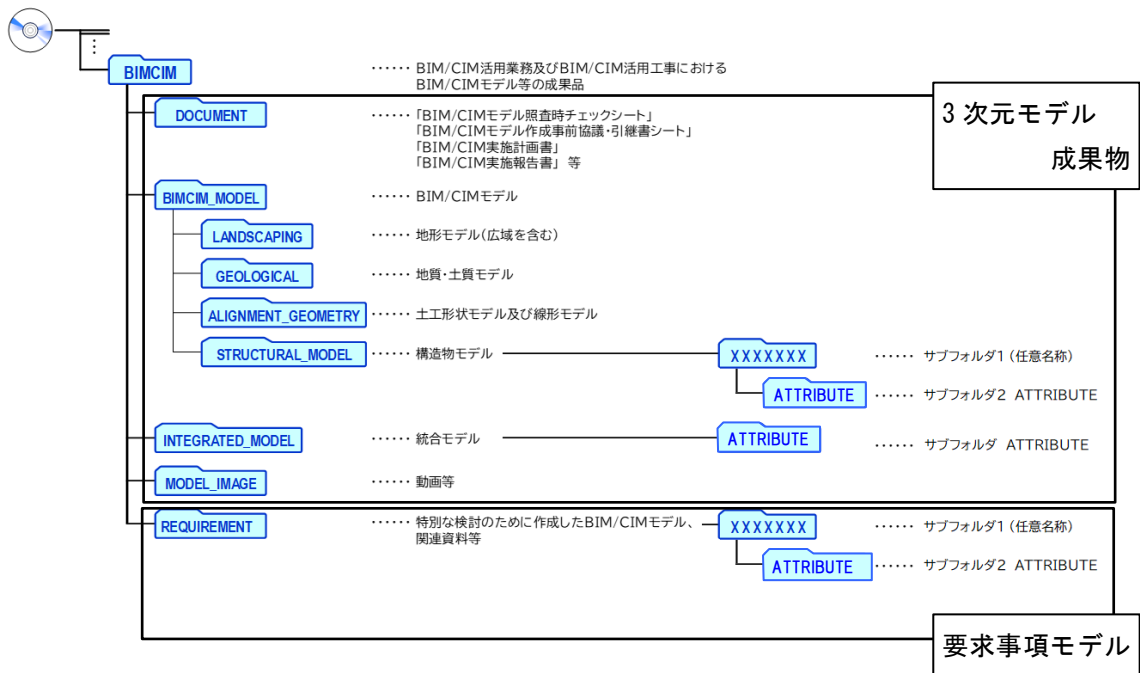 BIMCIM
…… BIM/CIM活用業務及びBIM/CIM活用工事における
BIM/CIMモデル等の成果品
3次元モデル
成果物
DOCUMENT
……「BIM/CIMモデル照査時チェックシート」
「BIM/CIMモデル作成事前協議・引継書シート」
「BIM/CIM実施計画書」
「BIM/CIM実施報告書」等
BIMCIM_MODEL
…… BIM/CIMモデル
LANDSCAPING
…… 地形モデル(広域を含む)
GEOLOGICAL
…… 地質・土質モデル
ALIGNMENT_GEOMETRY
…… 土工形状モデル及び線形モデル
STRUCTURAL_MODEL
…… 構造物モデル
XXXXXXX
…… サブフォルダ1(任意名称)
ATTRIBUTE
…… サブフォルダ2 ATTRIBUTE
INTEGRATED_MODEL
…… 統合モデル
ATTRIBUTE
…… サブフォルダ ATTRIBUTE
MODEL_IMAGE
…… 動画等
REQUIREMENT
…… 特別な検討のために作成したBIM/CIMモデル、
関連資料等
XXXXXXX
…… サブフォルダ1(任意名称)
ATTRIBUTE
…… サブフォルダ2 ATTRIBUTE
要求事項モデル